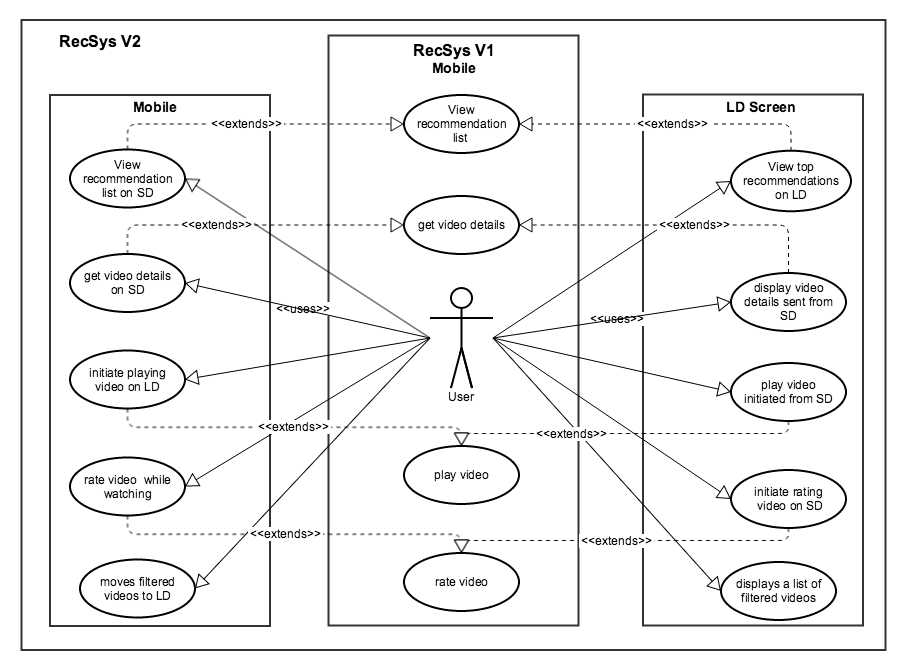 RecSys V2
RecSys V1
Mobile
Mobile
LD Screen
<<extends>>
View
recommendation
list
<<extends>>
View
recommendation
list on SD
View top
recommendations
on LD
<<extends>>
get video details
<<extends>>
get video details
on SD
display video
details sent from
SD
<<uses>>
<<uses>>
User
initiate playing
video on LD
play video
initiated from SD
<<extends>>
<<extends>>
play video
rate video while
watching
initiate rating
video on SD
<<extends>>
<<extends>>
rate video
moves filtered
videos to LD
displays a list of
filtered videos